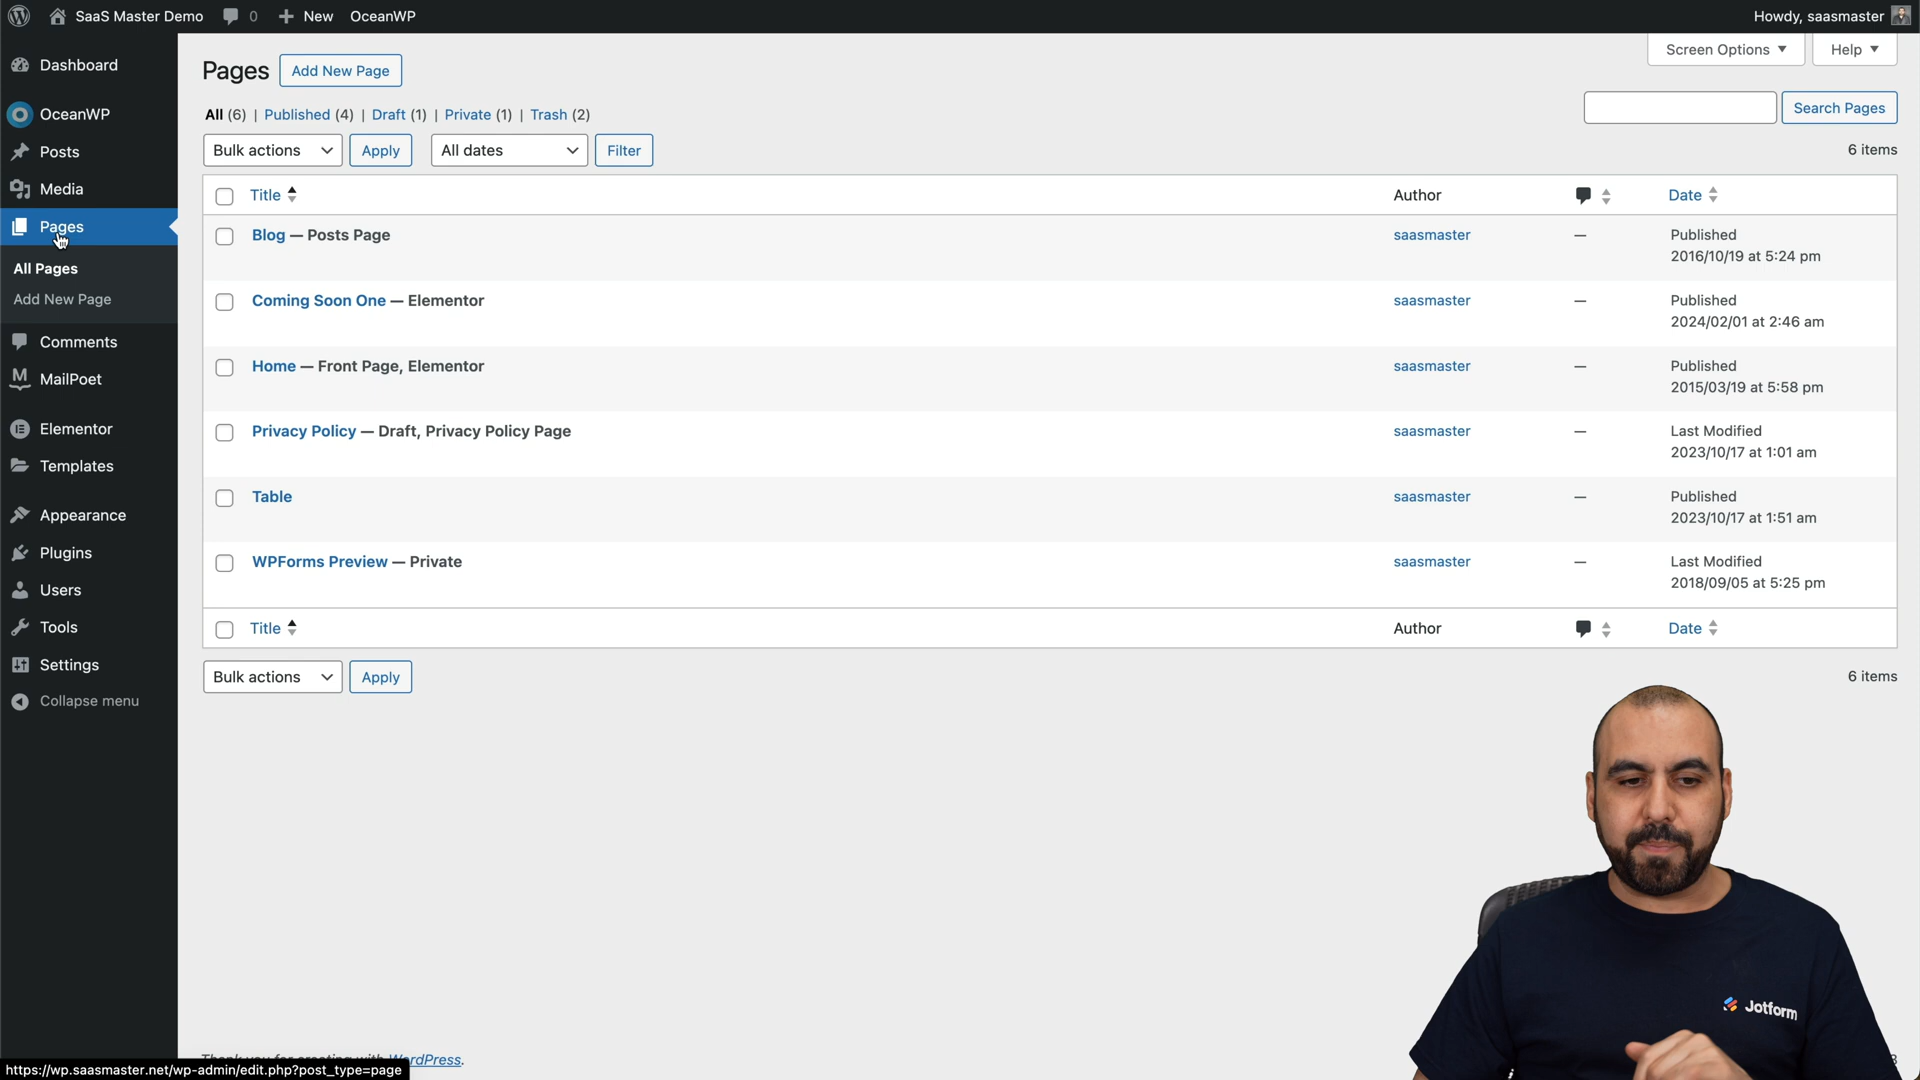 SaaS Master Demo 0 New OceanWP Howdy, saasmaster
Screen Options Help
Dashboard
OceanWP
Posts
Media
Pages
All Pages
Add New Page
Comments
MailPoet
Elementor
Templates
Appearance
Plugins
Users
Tools
Settings
Collapse menu
Pages Add New Page
All (6) | Published (4) | Draft (1) | Private (1) | Trash (2)
Search Pages
Bulk actions Apply All dates Filter 6 items
Title Author Date
Blog — Posts Page saasmaster — Published
2016/10/19 at 5:24 pm
Coming Soon One — Elementor saasmaster — Published
2024/02/01 at 2:46 am
Home — Front Page, Elementor saasmaster — Published
2015/03/19 at 5:58 pm
Privacy Policy — Draft, Privacy Policy Page saasmaster — Last Modified
2023/10/17 at 1:01 am
Table saasmaster — Published
2023/10/17 at 1:51 am
WPForms Preview — Private saasmaster — Last Modified
2018/09/05 at 5:25 pm
Title Author Date
Bulk actions Apply 6 items
Jotform
Thank you for creating with WordPress.
https://wp.saasmaster.net/wp-admin/edit.php?post_type=page